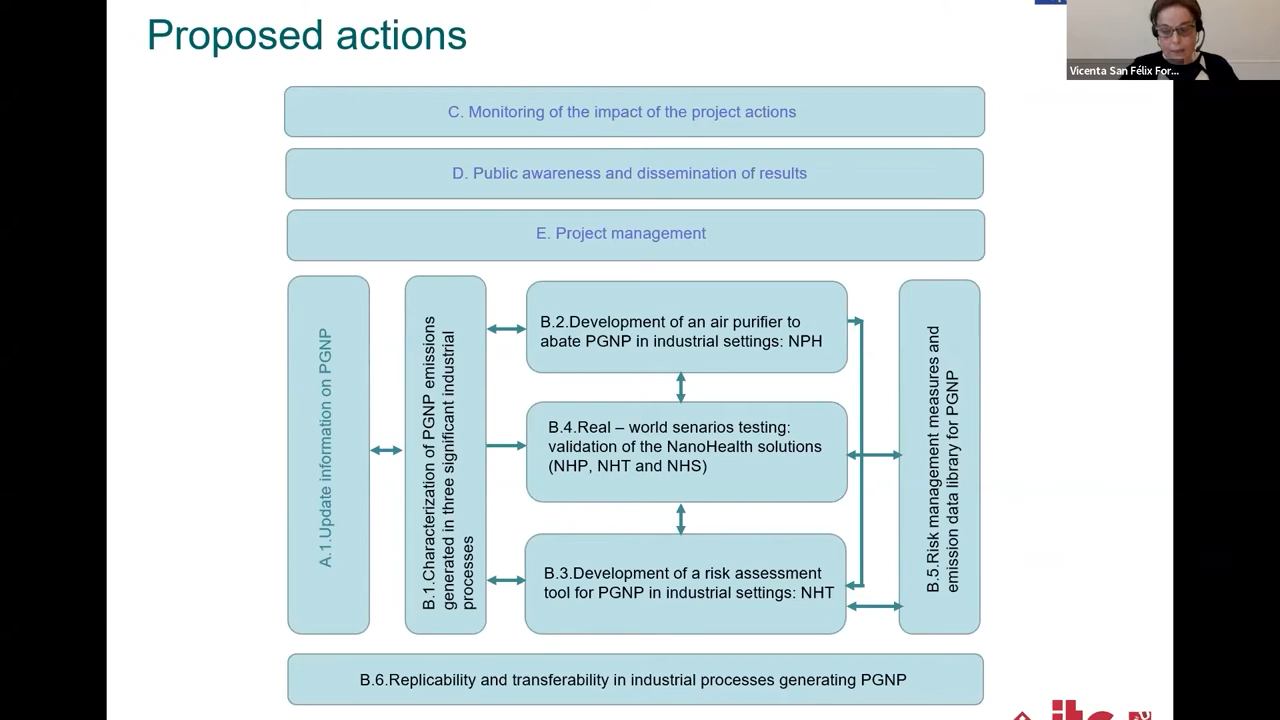 Proposed actions
Vicenta San Félix For...
C. Monitoring of the impact of the project actions
D. Public awareness and dissemination of results
E. Project management
A.1.Update information on PGNP
B.1.Characterization of PGNP emissions
generated in three significant industrial
processes
B.2.Development of an air purifier to
abate PGNP in industrial settings: NPH
B.4.Real – world senarios testing:
validation of the NanoHealth solutions
(NHP, NHT and NHS)
B.3.Development of a risk assessment
tool for PGNP in industrial settings: NHT
B.5.Risk management measures and
emission data library for PGNP
B.6.Replicability and transferability in industrial processes generating PGNP